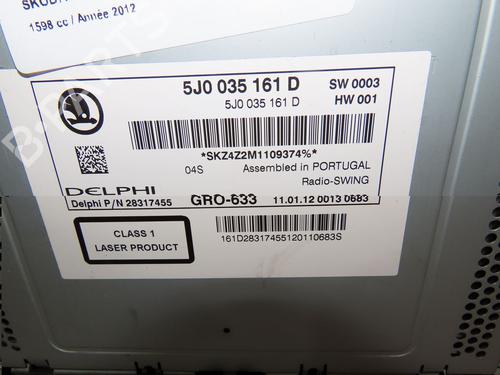 1598 cc / Année 2012
5J0 035 161 D
SW 0003
5J0 035 161 D
HW 001
*SKZ4Z2M1109374%*
04S
Assembled in PORTUGAL
Radio-SWING
DELPHI
Delphi P/N 28317455
GRO-633
11.01.12 0013 0683
CLASS 1
LASER PRODUCT
161D28317455120110683S
B-PARTS